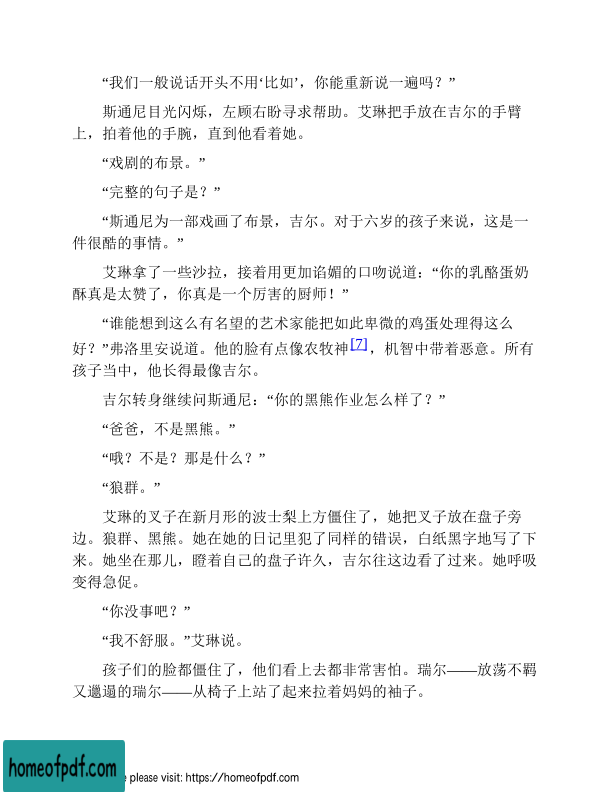 “我们一般说话开头不用‘比如’，你能重新说一遍吗？”
斯通尼目光闪烁，左顾右盼寻求帮助。艾琳把手放在吉尔的手臂
上，拍着他的手腕，直到他看着她。
“戏剧的布景。”
“完整的句子是？”
“斯通尼为一部戏画了布景，吉尔。对于六岁的孩子来说，这是一
件很酷的事情。”
艾琳拿了一些沙拉，接着用更加谄媚的口吻说道：“你的乳酪蛋奶
酥真是太赞了，你真是一个厉害的厨师！”
“谁能想到这么有名望的艺术家能把如此卑微的鸡蛋处理得这么
好？”弗洛里安说道。他的脸有点像农牧神[7]，机智中带着恶意。所有
孩子当中，他长得最像吉尔。
吉尔转身继续问斯通尼：“你的黑熊作业怎么样了？”
“爸爸，不是黑熊。”
“哦？不是？那是什么？”
“狼群。”
艾琳的叉子在新月形的波士梨上方僵住了，她把叉子放在盘子旁
边。狼群、黑熊。她在她的日记里犯了同样的错误，白纸黑字地写了下
来。她坐在那儿，瞪着自己的盘子许久，吉尔往这边看了过来。她呼吸
变得急促。
“你没事吧？”
“我不舒服。”艾琳说。
孩子们的脸都僵住了，他们看上去都非常害怕。瑞尔——放荡不羁
又邋遢的瑞尔——从椅子上站了起来拉着妈妈的袖子。
homeofpdf.com
e please visit: https://homeofpdf.com